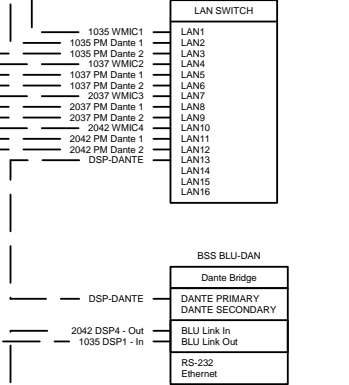 LAN SWITCH
1035 WMIC1 LAN1
1035 PM Dante 1 LAN2
1035 PM Dante 2 LAN3
1037 WMIC2 LAN4
1037 PM Dante 1 LAN5
1037 PM Dante 2 LAN6
2037 WMIC3 LAN7
2037 PM Dante 1 LAN8
2037 PM Dante 2 LAN9
2042 WMIC4 LAN10
2042 PM Dante 1 LAN11
2042 PM Dante 2 LAN12
DSP-DANTE LAN13
LAN14
LAN15
LAN16
BSS BLU-DAN
Dante Bridge
DSP-DANTE DANTE PRIMARY
DANTE SECONDARY
2042 DSP4 - Out BLU Link In
1035 DSP1 - In BLU Link Out
RS-232
Ethernet